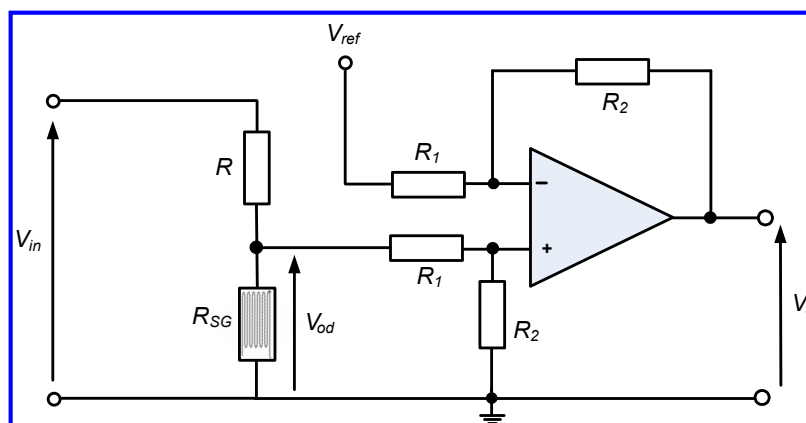 V_ref
R_2
R_1
R
-
V_in
+
R_1
R_SG
V_od
R_2
V